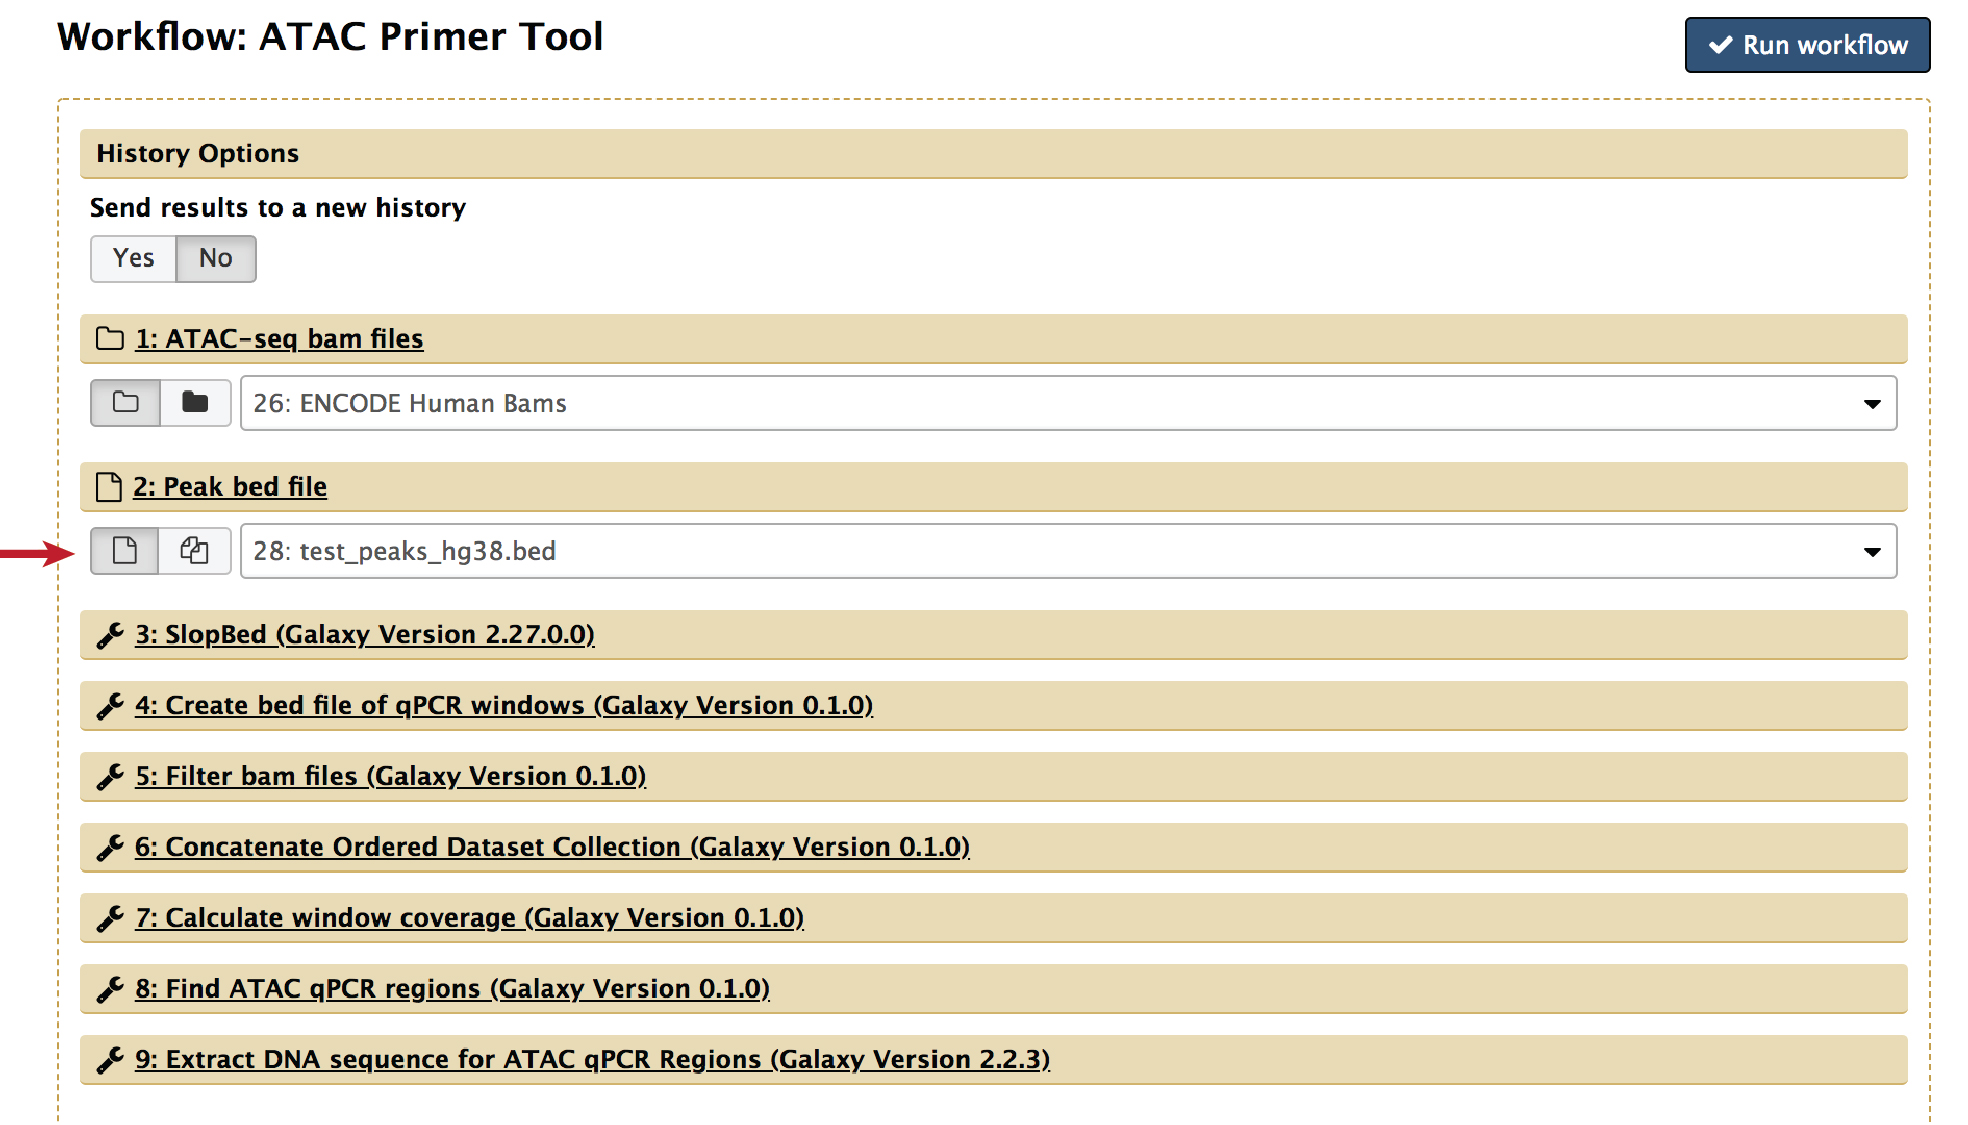 Workflow: ATAC Primer Tool
Run workflow
History Options
Send results to a new history
Yes No
1: ATAC-seq bam files
26: ENCODE Human Bams
2: Peak bed file
28: test_peaks_hg38.bed
3: SlopBed (Galaxy Version 2.27.0.0)
4: Create bed file of qPCR windows (Galaxy Version 0.1.0)
5: Filter bam files (Galaxy Version 0.1.0)
6: Concatenate Ordered Dataset Collection (Galaxy Version 0.1.0)
7: Calculate window coverage (Galaxy Version 0.1.0)
8: Find ATAC qPCR regions (Galaxy Version 0.1.0)
9: Extract DNA sequence for ATAC qPCR Regions (Galaxy Version 2.2.3)